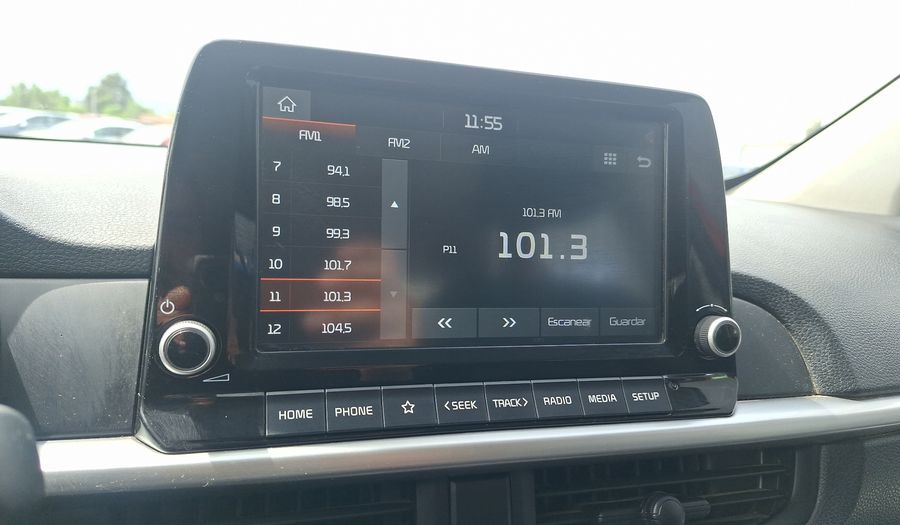 11:55
FM1 FM2 AM
7 94.1
8 98.5
9 99.3
10 101.7
11 101.3
12 104.5
101.3 FM
P11 101.3
Escanear Guardar
HOME PHONE <SEEK TRACK> RADIO MEDIA SETUP